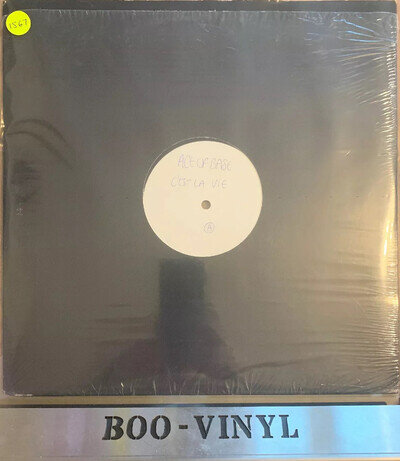 1567
ACE OF BASE
C'EST LA VIE
A
BOO-VINYL